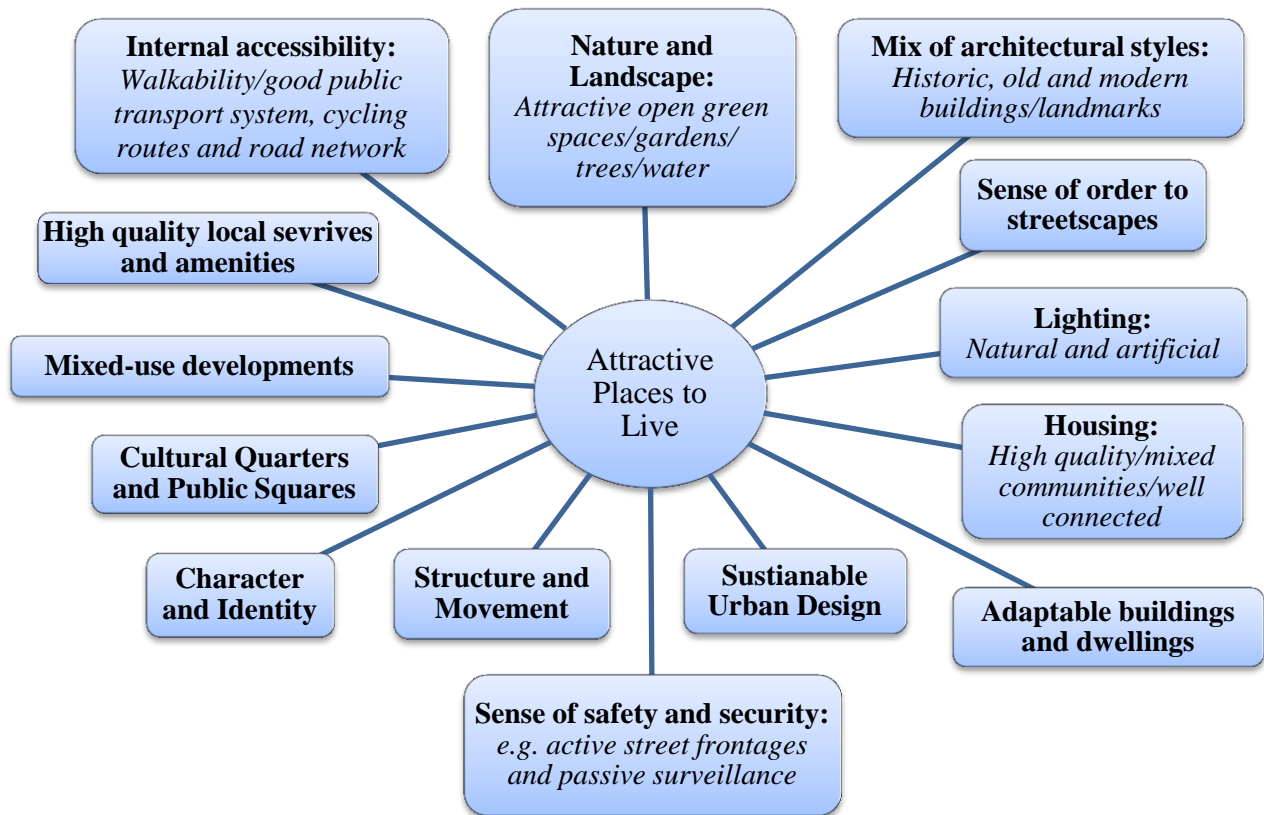 Internal accessibility:
Walkability/good public
transport system, cycling
routes and road network
Nature and
Landscape:
Attractive open green
spaces/gardens/
trees/water
Mix of architectural styles:
Historic, old and modern
buildings/landmarks
Sense of order to
streetscapes
High quality local sevrives
and amenities
Lighting:
Natural and artificial
Mixed-use developments
Attractive
Places to
Live
Housing:
High quality/mixed
communities/well
connected
Cultural Quarters
and Public Squares
Character
and Identity
Structure and
Movement
Sustianable
Urban Design
Adaptable buildings
and dwellings
Sense of safety and security:
e.g. active street frontages
and passive surveillance